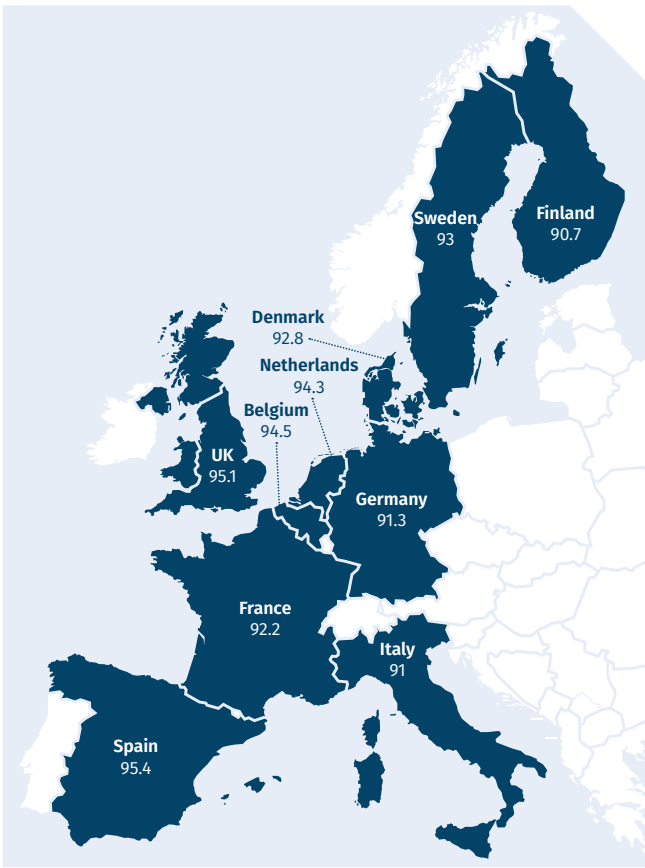 Sweden
93
Finland
90.7
Denmark
92.8
Netherlands
94.3
Belgium
94.5
UK
95.1
Germany
91.3
France
92.2
Italy
91
Spain
95.4